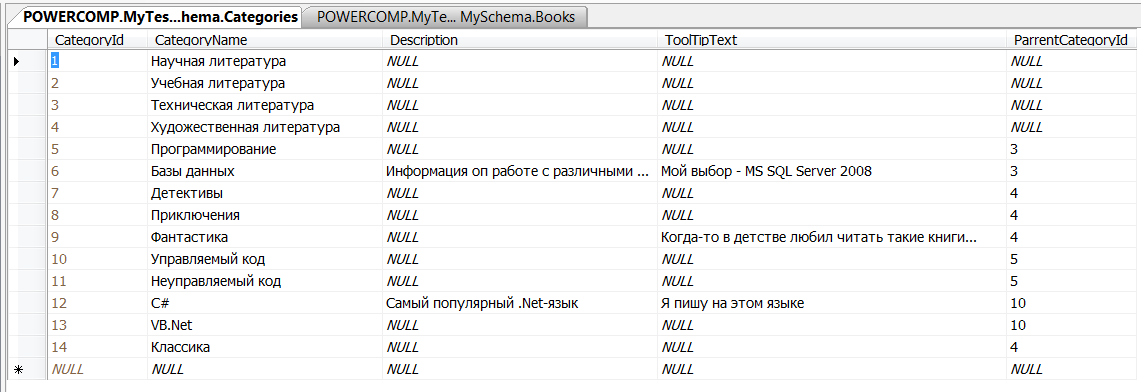 POWERCOMP.MyTes...hema.Categories POWERCOMP.MyTe... MySchema.Books
CategoryId CategoryName Description ToolTipText ParrentCategoryId
1 Научная литература NULL NULL NULL
2 Учебная литература NULL NULL NULL
3 Техническая литература NULL NULL NULL
4 Художественная литература NULL NULL NULL
5 Программирование NULL NULL 3
6 Базы данных Информация оп работе с различными ... Мой выбор - MS SQL Server 2008 3
7 Детективы NULL NULL 4
8 Приключения NULL NULL 4
9 Фантастика NULL Когда-то в детстве любил читать такие книги... 4
10 Управляемый код NULL NULL 5
11 Неуправляемый код NULL NULL 5
12 C# Самый популярный .Net-язык Я пишу на этом языке 10
13 VB.Net NULL NULL 10
14 Классика NULL NULL 4
NULL NULL NULL NULL NULL